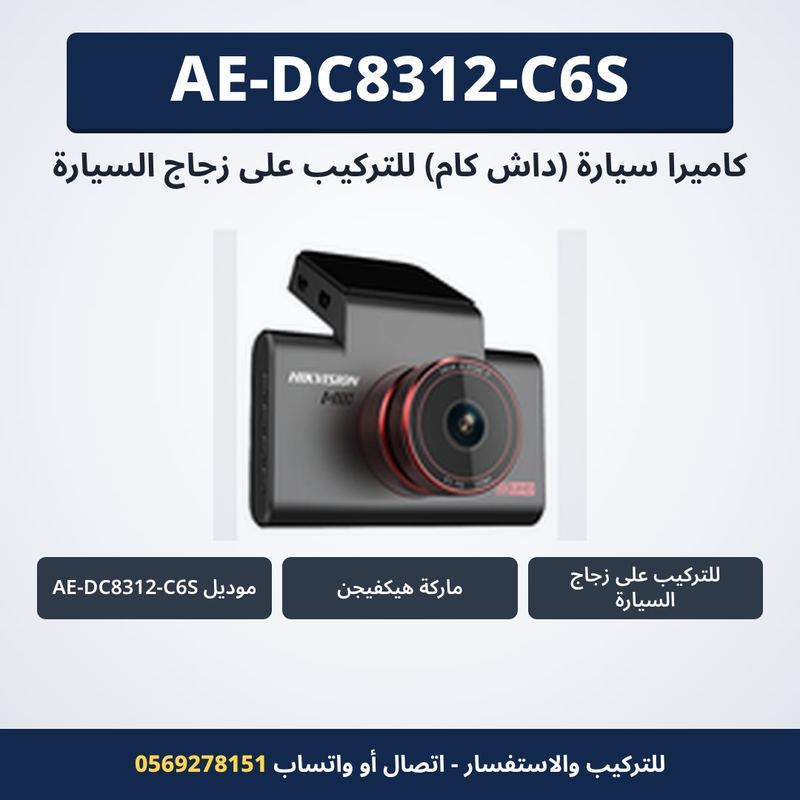 AE-DC8312-C6S
كاميرا سيارة (داش كام) للتركيب على زجاج السيارة
HIKVISION
للتركيب على زجاج
السيارة
ماركة هيكفيجن
موديل AE-DC8312-C6S
للتركيب والاستفسار - اتصال أو واتساب 0569278151